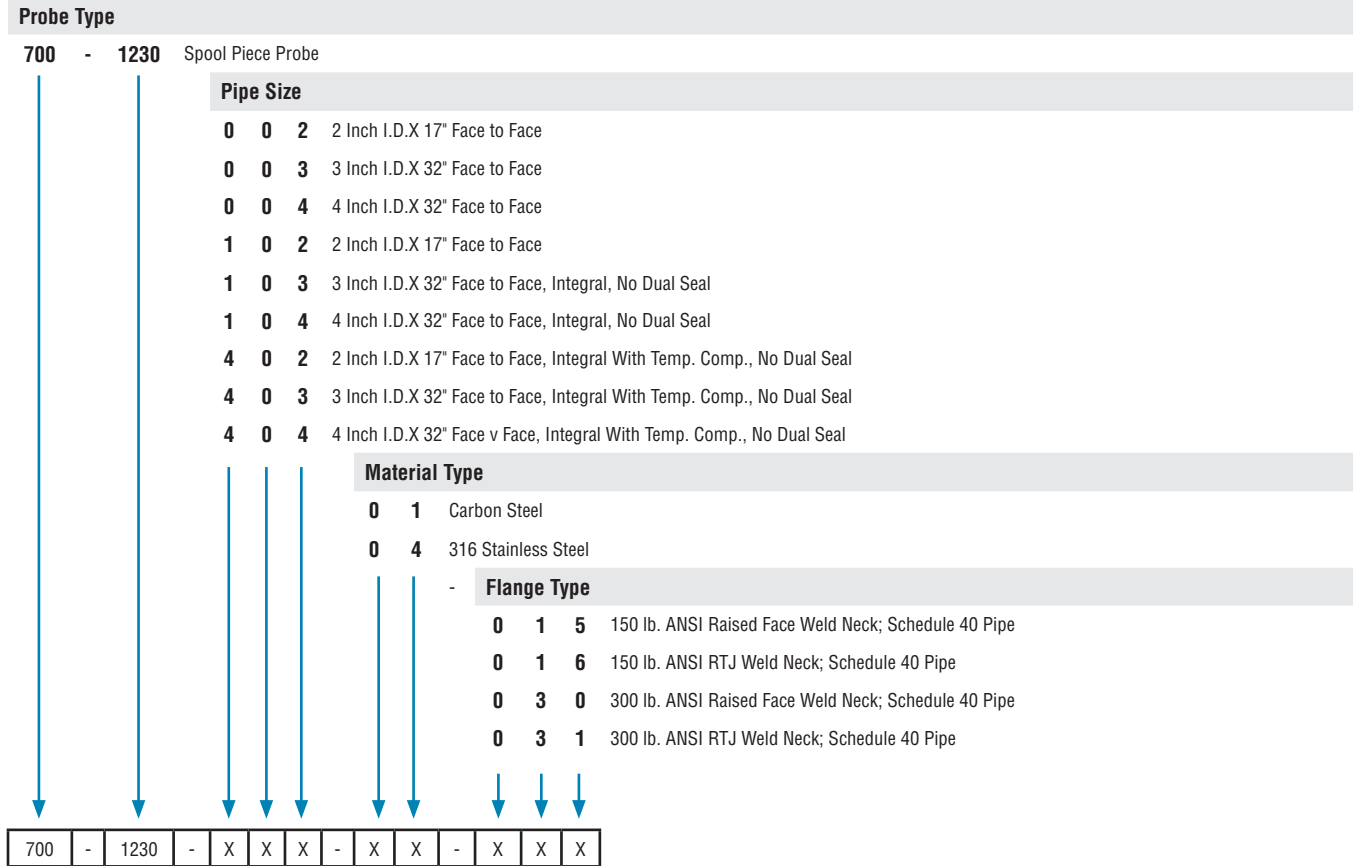 Probe Type
700 - 1230 Spool Piece Probe
Pipe Size
0 0 2 2 Inch I.D.X 17" Face to Face
0 0 3 3 Inch I.D.X 32" Face to Face
0 0 4 4 Inch I.D.X 32" Face to Face
1 0 2 2 Inch I.D.X 17" Face to Face
1 0 3 3 Inch I.D.X 32" Face to Face, Integral, No Dual Seal
1 0 4 4 Inch I.D.X 32" Face to Face, Integral, No Dual Seal
4 0 2 2 Inch I.D.X 17" Face to Face, Integral With Temp. Comp., No Dual Seal
4 0 3 3 Inch I.D.X 32" Face to Face, Integral With Temp. Comp., No Dual Seal
4 0 4 4 Inch I.D.X 32" Face v Face, Integral With Temp. Comp., No Dual Seal
Material Type
0 1 Carbon Steel
0 4 316 Stainless Steel
- Flange Type
0 1 5 150 lb. ANSI Raised Face Weld Neck; Schedule 40 Pipe
0 1 6 150 lb. ANSI RTJ Weld Neck; Schedule 40 Pipe
0 3 0 300 lb. ANSI Raised Face Weld Neck; Schedule 40 Pipe
0 3 1 300 lb. ANSI RTJ Weld Neck; Schedule 40 Pipe
700 - 1230 - X X X - X X - X X X